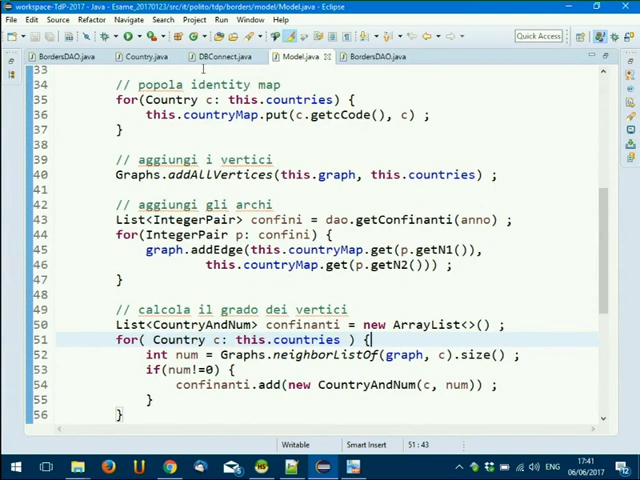 workspace-TdP-2017 - Java - Esame_20170123/src/it/polito/tdp/borders/model/Model.java - Eclipse
File Edit Source Refactor Navigate Search Project Run Window Help
Quick Access
BordersDAO.java Country.java DBConnect.java Model.java BordersDAO.java
33
34 // popola identity map
35 for(Country c: this.countries) {
36 this.countryMap.put(c.getcCode(), c) ;
37 }
38
39 // aggiungi i vertici
40 Graphs.addAllVertices(this.graph, this.countries) ;
41
42 // aggiungi gli archi
43 List<IntegerPair> confini = dao.getConfinanti(anno) ;
44 for(IntegerPair p: confini) {
45 graph.addEdge(this.countryMap.get(p.getN1()),
46 this.countryMap.get(p.getN2())) ;
47 }
48
49 // calcola il grado dei vertici
50 List<CountryAndNum> confinanti = new ArrayList<>() ;
51 for( Country c: this.countries ) {
52 int num = Graphs.neighborListOf(graph, c).size() ;
53 if(num!=0) {
54 confinanti.add(new CountryAndNum(c, num)) ;
55 }
56 }
Writable Smart Insert 51 : 43
ENG 17:41
06/06/2017